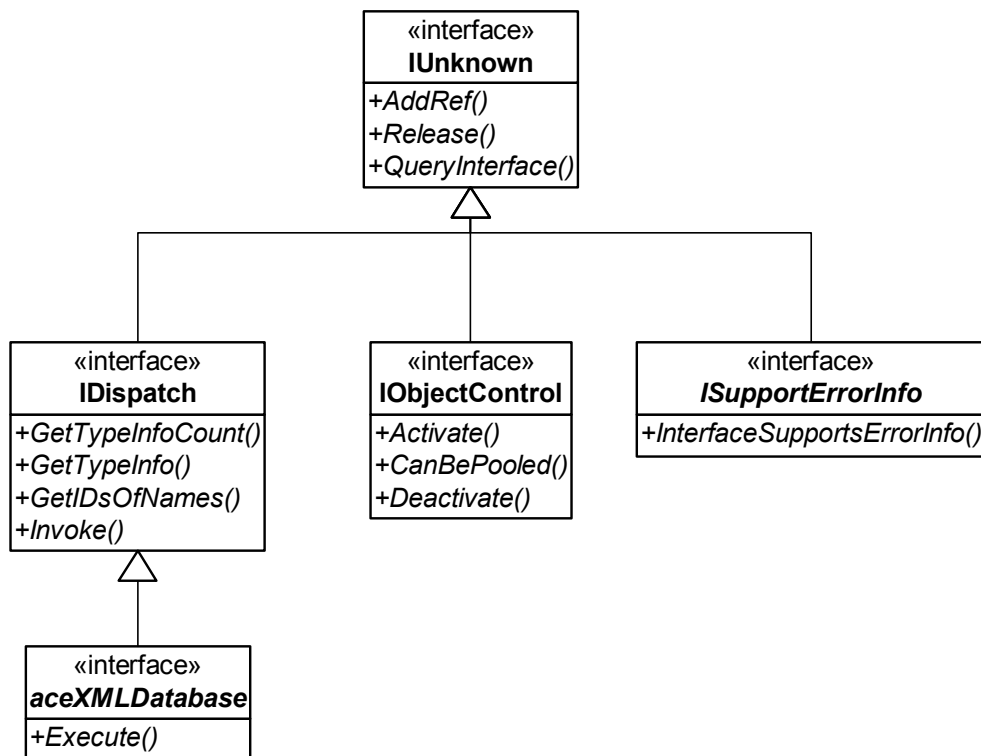 «interface»
IUnknown
+AddRef()
+Release()
+QueryInterface()
«interface»
IDispatch
+GetTypeInfoCount()
+GetTypeInfo()
+GetIDsOfNames()
+Invoke()
«interface»
IObjectControl
+Activate()
+CanBePooled()
+Deactivate()
«interface»
ISupportErrorInfo
+InterfaceSupportsErrorInfo()
«interface»
aceXMLDatabase
+Execute()